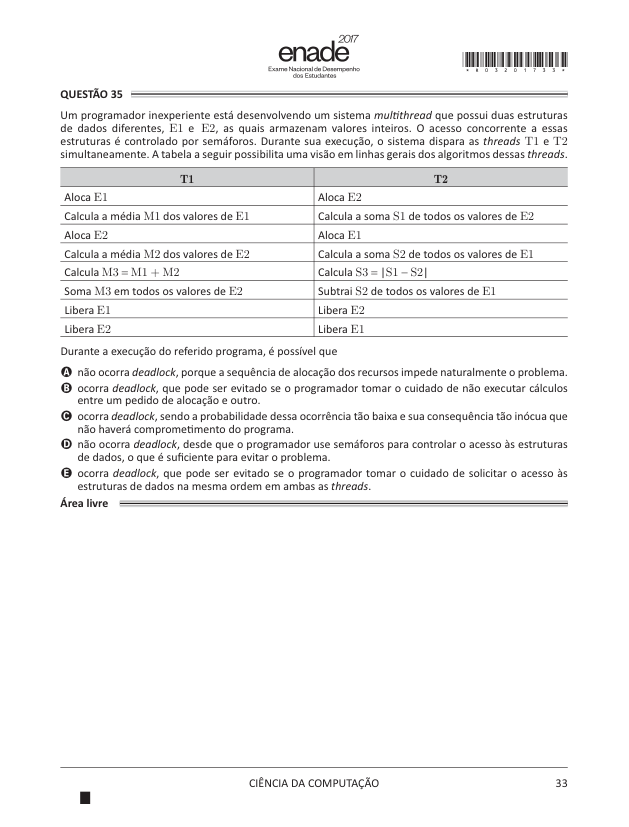 2017
enade
Exame Nacional de Desempenho
dos Estudantes
* R 0 3 2 0 1 7 3 3 *
QUESTÃO 35
Um programador inexperiente está desenvolvendo um sistema multithread que possui duas estruturas
de dados diferentes, E1 e E2, as quais armazenam valores inteiros. O acesso concorrente a essas
estruturas é controlado por semáforos. Durante sua execução, o sistema dispara as threads T1 e T2
simultaneamente. A tabela a seguir possibilita uma visão em linhas gerais dos algoritmos dessas threads.
T1 T2
Aloca E1 Aloca E2
Calcula a média M1 dos valores de E1 Calcula a soma S1 de todos os valores de E2
Aloca E2 Aloca E1
Calcula a média M2 dos valores de E2 Calcula a soma S2 de todos os valores de E1
Calcula M3 = M1 + M2 Calcula S3 = |S1 – S2|
Soma M3 em todos os valores de E2 Subtrai S2 de todos os valores de E1
Libera E1 Libera E2
Libera E2 Libera E1
Durante a execução do referido programa, é possível que
A não ocorra deadlock, porque a sequência de alocação dos recursos impede naturalmente o problema.
B ocorra deadlock, que pode ser evitado se o programador tomar o cuidado de não executar cálculos
entre um pedido de alocação e outro.
C ocorra deadlock, sendo a probabilidade dessa ocorrência tão baixa e sua consequência tão inócua que
não haverá comprometimento do programa.
D não ocorra deadlock, desde que o programador use semáforos para controlar o acesso às estruturas
de dados, o que é suficiente para evitar o problema.
E ocorra deadlock, que pode ser evitado se o programador tomar o cuidado de solicitar o acesso às
estruturas de dados na mesma ordem em ambas as threads.
Área livre
CIÊNCIA DA COMPUTAÇÃO 33